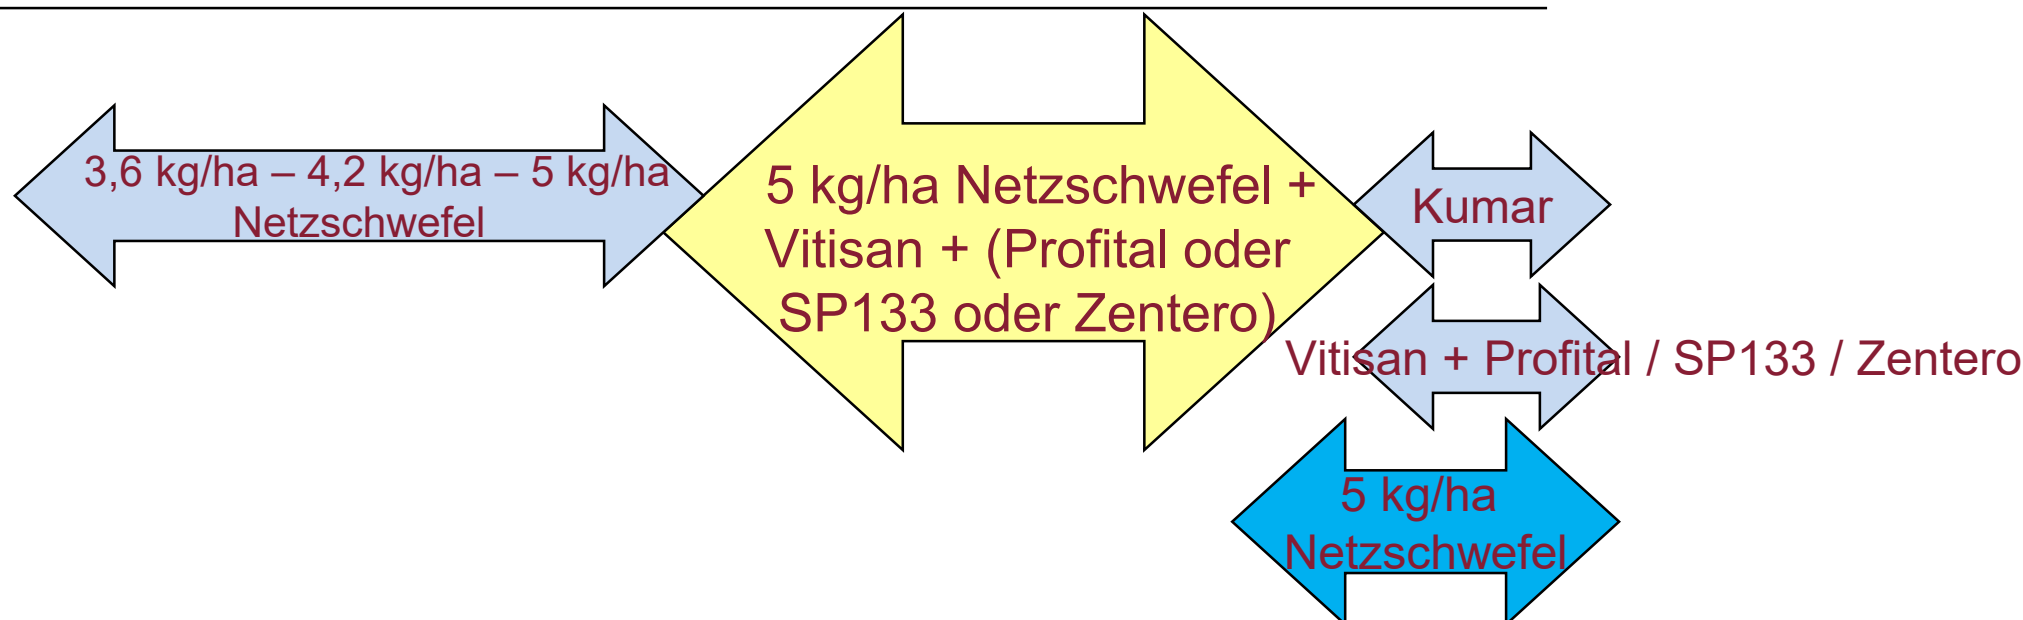 3,6 kg/ha – 4,2 kg/ha – 5 kg/ha
Netzschwefel
5 kg/ha Netzschwefel +
Vitisan + (Profital oder
SP133 oder Zentero)
Kumar
Vitisan + Profital / SP133 / Zentero
5 kg/ha
Netzschwefel